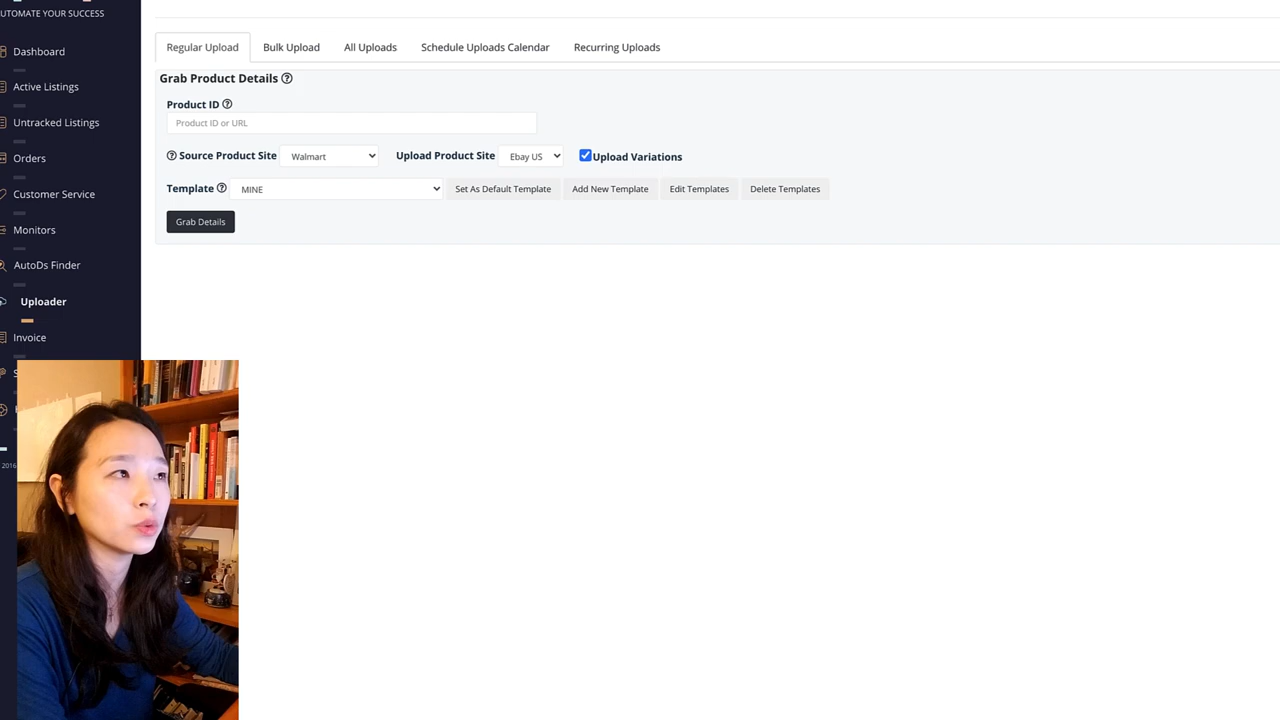 UTOMATE YOUR SUCCESS
Dashboard
Active Listings
Untracked Listings
Orders
Customer Service
Monitors
AutoDs Finder
Uploader
Invoice
S
2016
Regular Upload Bulk Upload All Uploads Schedule Uploads Calendar Recurring Uploads
Grab Product Details ?
Product ID ?
Product ID or URL
? Source Product Site Walmart Upload Product Site Ebay US Upload Variations
Template ? MINE Set As Default Template Add New Template Edit Templates Delete Templates
Grab Details